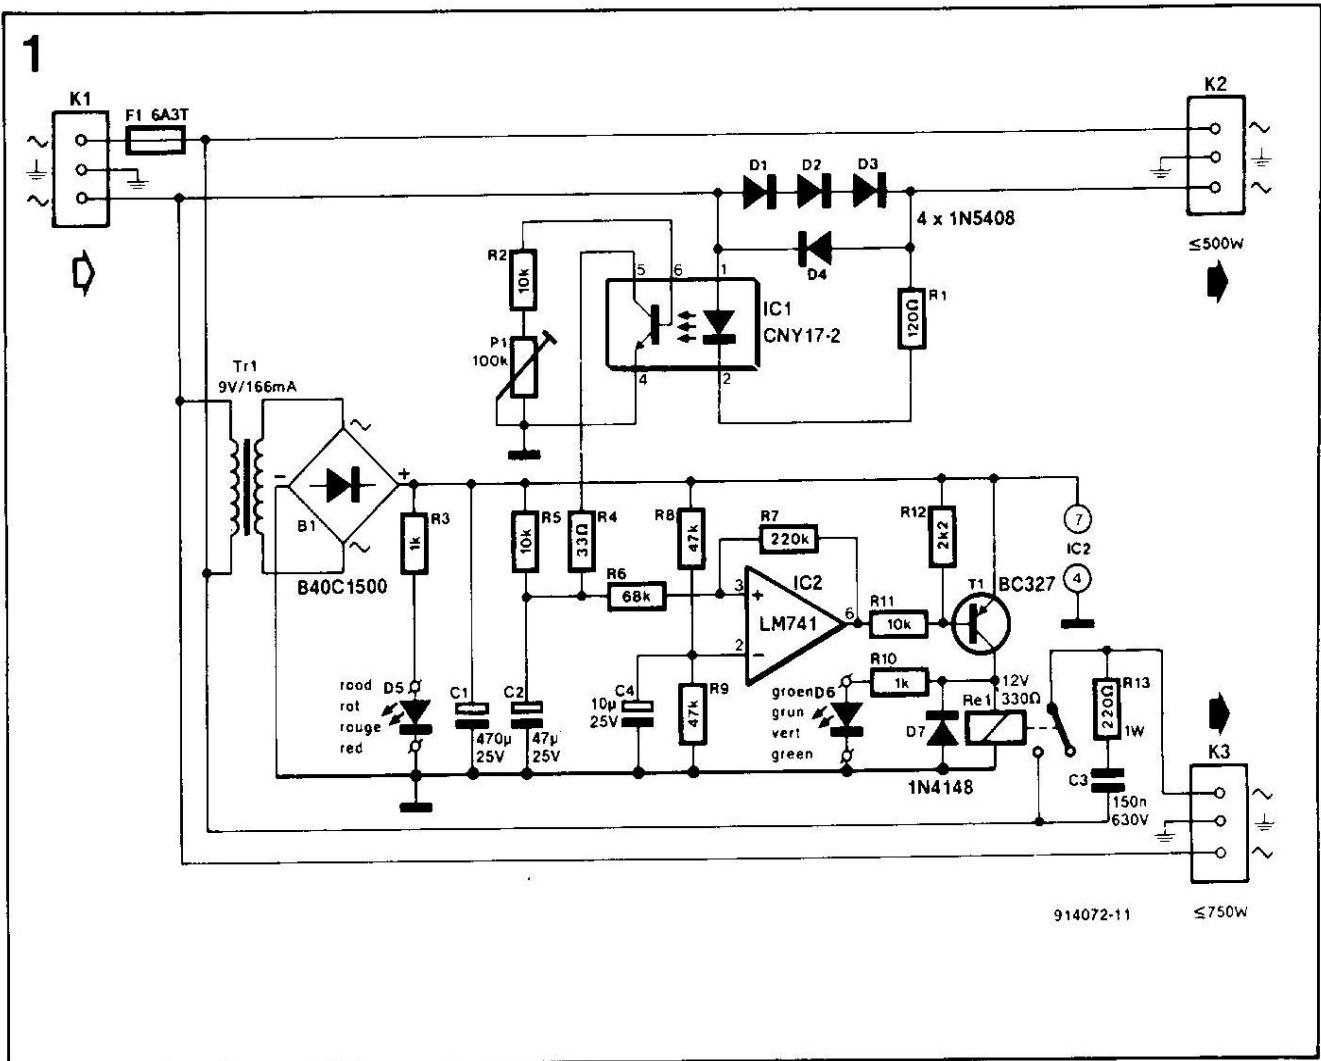 1
K1
F1 6A3T
K2
D1
D2
D3
4 x 1N5408
≤500W
D4
R2
10k
5
6
1
IC1
CNY17-2
R1
120Ω
P1
100k
4
2
Tr1
9V/166mA
B1
B40C1500
R3
1k
R5
10k
R4
33Ω
R8
47k
R7
220k
R12
2k2
7
IC2
4
R6
68k
3
IC2
LM741
2
6
R11
10k
T1
BC327
R10
1k
12V
330Ω
Re1
R13
220Ω
1W
rood
rot
rouge
red
D5
C1
470µ
25V
C2
47µ
25V
C4
10µ
25V
R9
47k
groen
grun
vert
green
D6
D7
1N4148
C3
150n
630V
K3
914072-11
≤750W